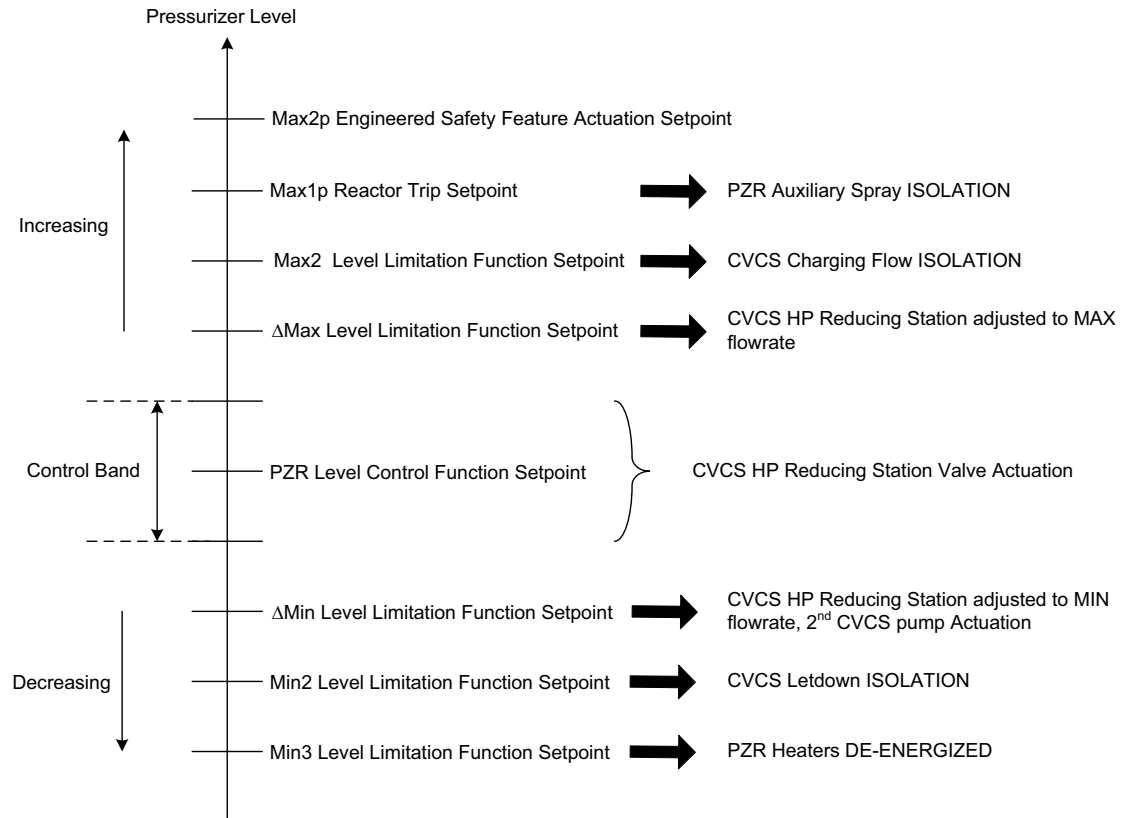 Pressurizer Level
Max2p Engineered Safety Feature Actuation Setpoint
Max1p Reactor Trip Setpoint
PZR Auxiliary Spray ISOLATION
Increasing
Max2 Level Limitation Function Setpoint
CVCS Charging Flow ISOLATION
∆Max Level Limitation Function Setpoint
CVCS HP Reducing Station adjusted to MAX
flowrate
Control Band
PZR Level Control Function Setpoint
CVCS HP Reducing Station Valve Actuation
∆Min Level Limitation Function Setpoint
CVCS HP Reducing Station adjusted to MIN
flowrate, 2nd CVCS pump Actuation
Decreasing
Min2 Level Limitation Function Setpoint
CVCS Letdown ISOLATION
Min3 Level Limitation Function Setpoint
PZR Heaters DE-ENERGIZED